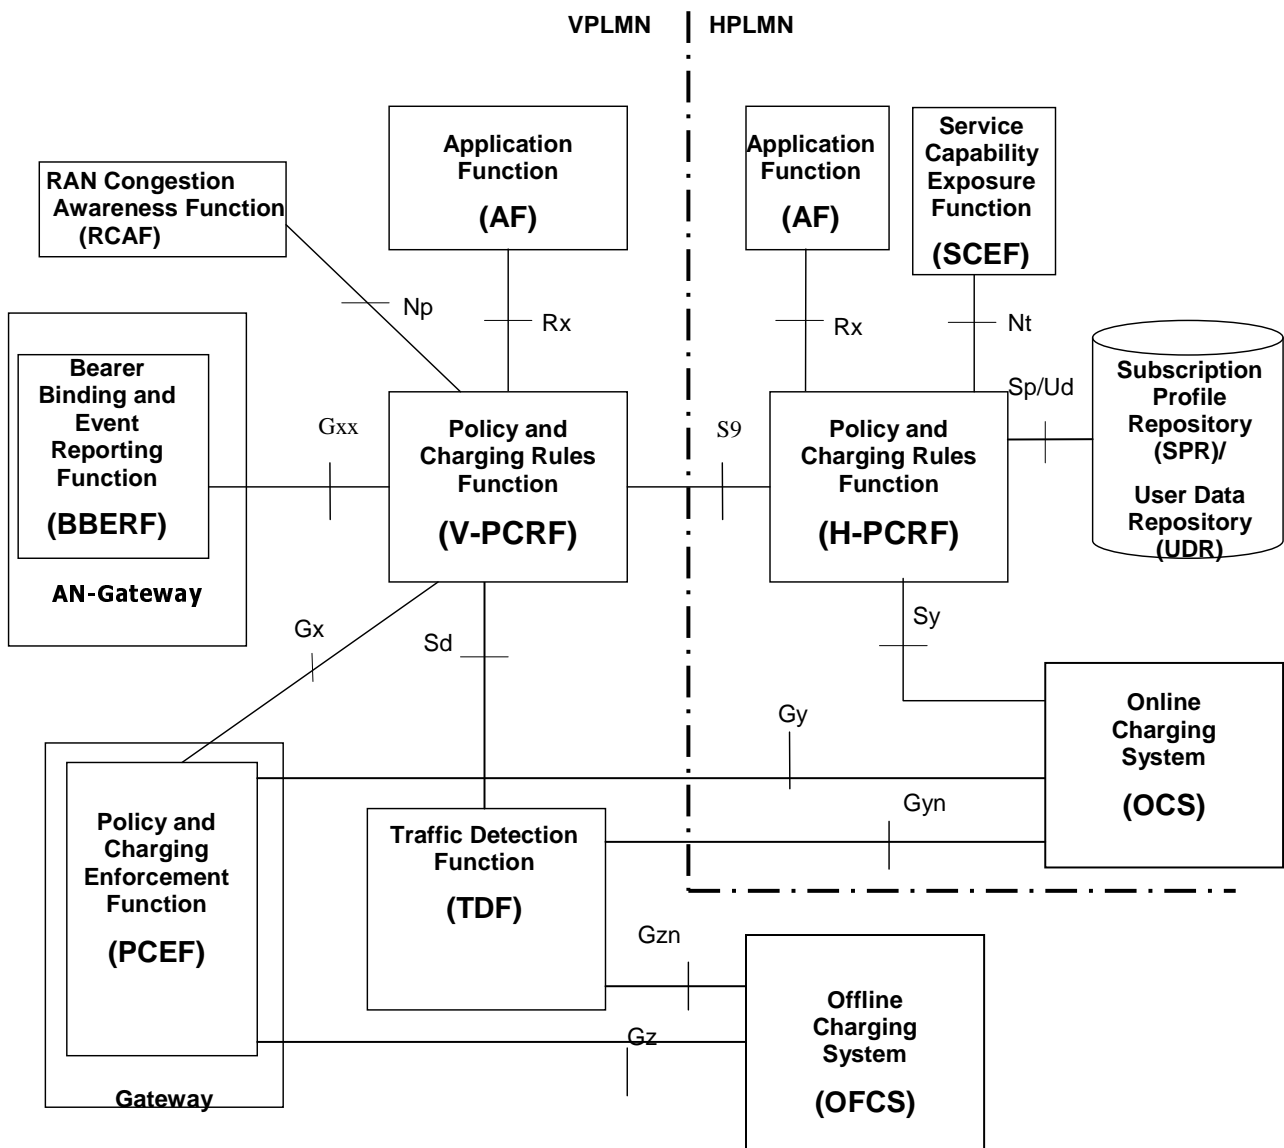 VPLMN
HPLMN
Application
Function
(AF)
Application
Function
(AF)
Service
Capability
Exposure
Function
(SCEF)
RAN Congestion
Awareness Function
(RCAF)
Np
Rx
Rx
Nt
Bearer
Binding and
Event
Reporting
Function
(BBERF)
AN-Gateway
Gxx
Policy and
Charging Rules
Function
(V-PCRF)
S9
Policy and
Charging Rules
Function
(H-PCRF)
Sp/Ud
Subscription
Profile
Repository
(SPR)/
User Data
Repository
(UDR)
Gx
Sd
Sy
Gy
Gyn
Online
Charging
System
(OCS)
Policy and
Charging
Enforcement
Function
(PCEF)
Gateway
Traffic Detection
Function
(TDF)
Gzn
Gz
Offline
Charging
System
(OFCS)